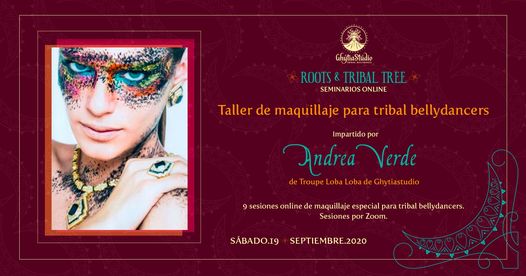 GhytiaStudio
ROOTS & TRIBAL TREE
SEMINARIOS ONLINE
Taller de maquillaje para tribal bellydancers
Impartido por
Andrea Verde
de Troupe Loba Loba de Ghytiastudio
9 sesiones online de maquillaje especial para tribal bellydancers.
Sesiones por Zoom.
SÁBADO.19 + SEPTIEMBRE.2020